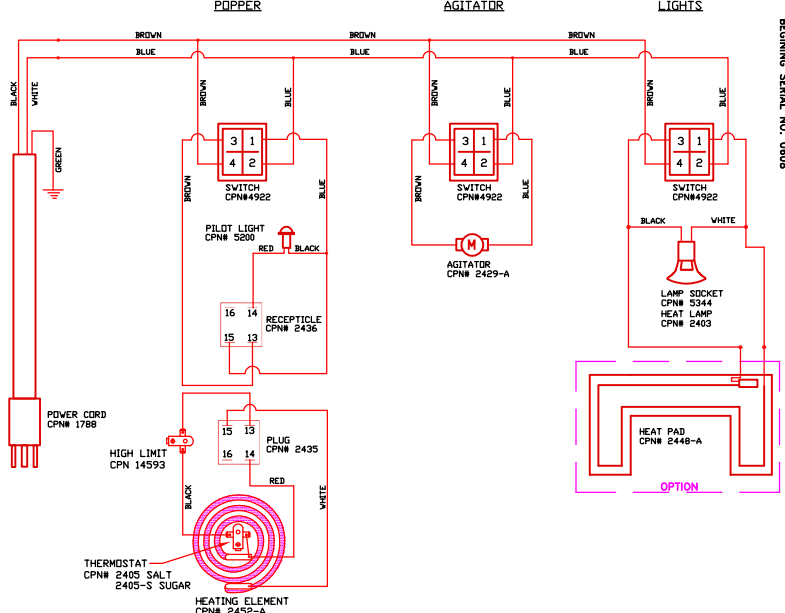 POPPER
AGITATOR
LIGHTS
BEGINING SERIAL NO. 0808
BROWN
BROWN
BROWN
BLUE
BLUE
BLUE
BLACK
WHITE
GREEN
BROWN
BLUE
BROWN
BLUE
BROWN
BLUE
3 1
4 2
SWITCH
CPN#4922
3 1
4 2
SWITCH
CPN#4922
3 1
4 2
SWITCH
CPN#4922
BROWN
BLUE
BROWN
BLUE
BLACK
WHITE
PILOT LIGHT
CPN# 5200
RED
BLACK
M
AGITATOR
CPN# 2429-A
LAMP SOCKET
CPN# 5344
HEAT LAMP
CPN# 2403
16 14
15 13
RECEPTICLE
CPN# 2436
POWER CORD
CPN# 1788
HIGH LIMIT
CPN 14593
15 13
16 14
PLUG
CPN# 2435
HEAT PAD
CPN# 2448-A
OPTION
RED
BLACK
WHITE
THERMOSTAT
CPN# 2405 SALT
2405-S SUGAR
HEATING ELEMENT
CPN# 2452-A